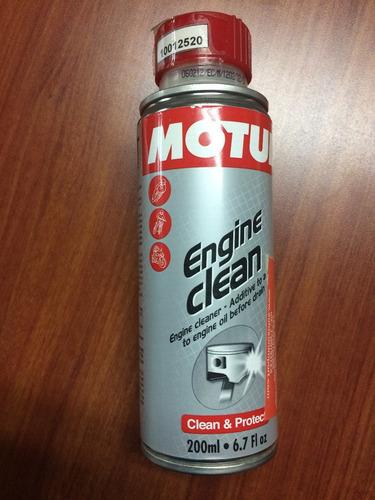 10012520
MOTU
Engine
clean
Engine cleaner - Additive to a
to engine oil before drain
Clean & Protec
200ml • 6.7 Fl oz